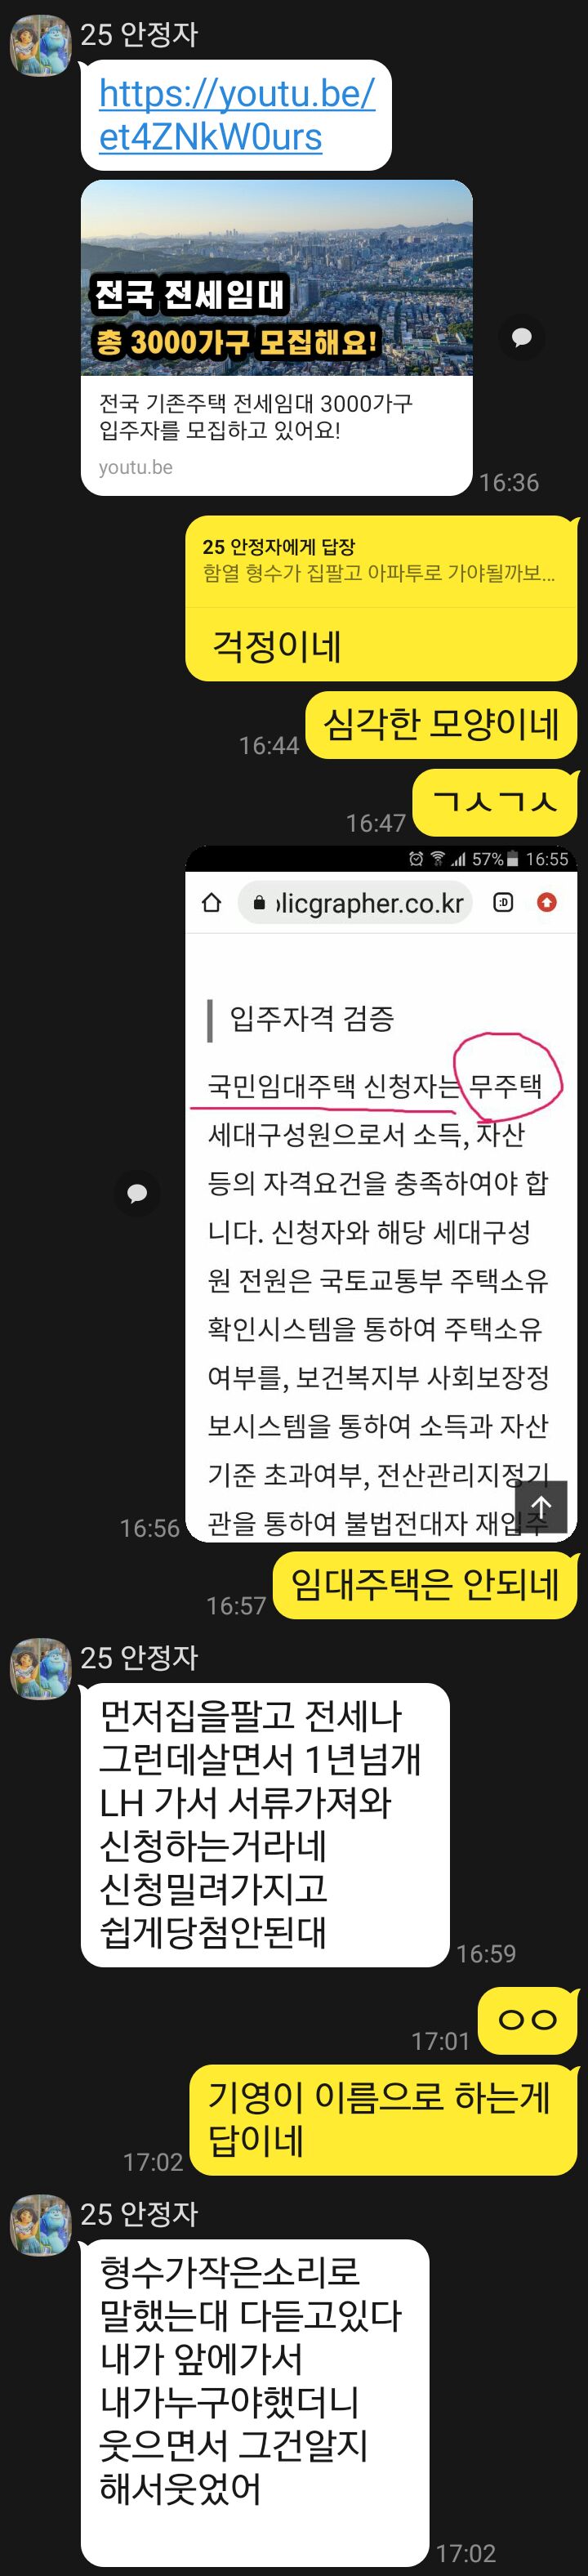 25 안정자
https://youtu.be/
et4ZNkW0urs
전국 전세임대
총 3000가구 모집해요!
전국 기존주택 전세임대 3000가구
입주자를 모집하고 있어요!
youtu.be
16:36
25 안정자에게 답장
함열 형수가 집팔고 아파투로 가야될까보...
걱정이네
심각한 모양이네
16:44
ㄱㅅㄱㅅ
16:47
57% 16:55
licgrapher.co.kr
:D
입주자격 검증
국민임대주택 신청자는 무주택
세대구성원으로서 소득, 자산
등의 자격요건을 충족하여야 합
니다. 신청자와 해당 세대구성
원 전원은 국토교통부 주택소유
확인시스템을 통하여 주택소유
여부를, 보건복지부 사회보장정
보시스템을 통하여 소득과 자산
기준 초과여부, 전산관리지정기
관을 통하여 불법전대자 재입주
16:56
임대주택은 안되네
16:57
25 안정자
먼저집을팔고 전세나
그런데살면서 1년넘개
LH 가서 서류가져와
신청하는거라네
신청밀려가지고
쉽게당첨안된대
16:59
ㅇㅇ
17:01
기영이 이름으로 하는게
답이네
17:02
25 안정자
형수가작은소리로
말했는대 다듣고있다
내가 앞에가서
내가누구야했더니
웃으면서 그건알지
해서웃었어
17:02